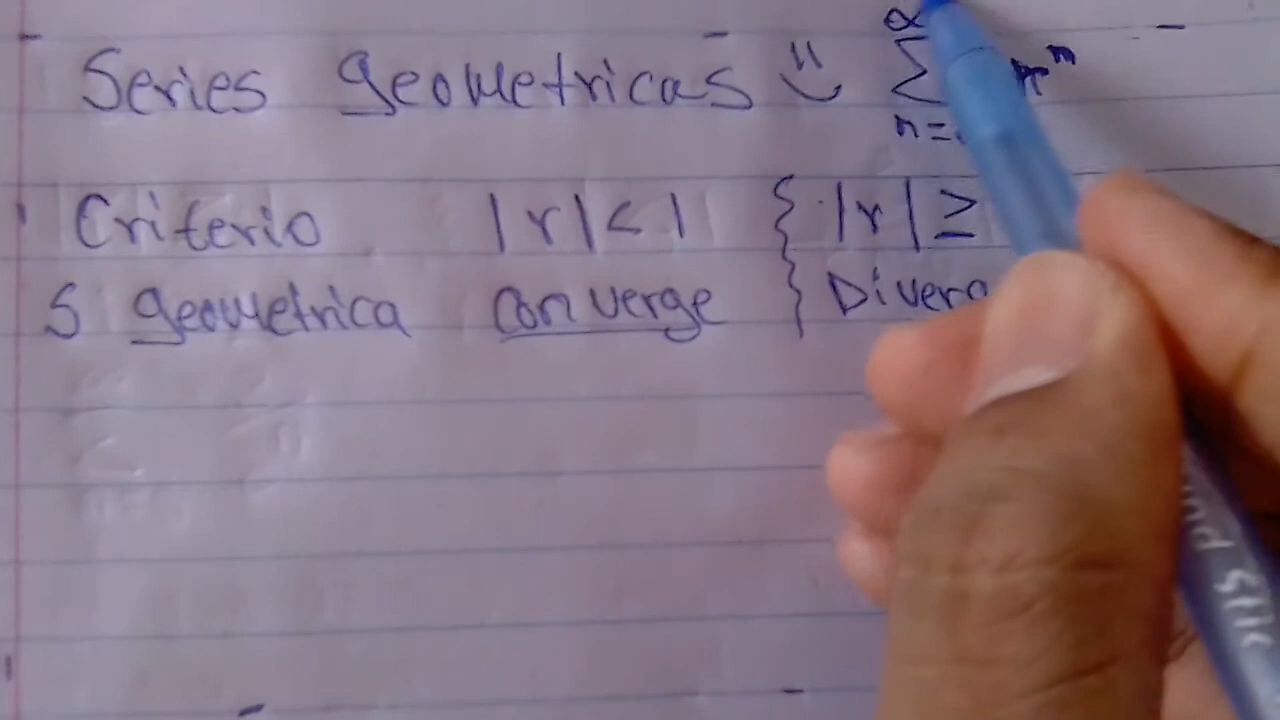 Series geometricas ∞ Σ n= r^n
Criterio |r|<1 { |r| ≥
S geometrica converge } Diverg